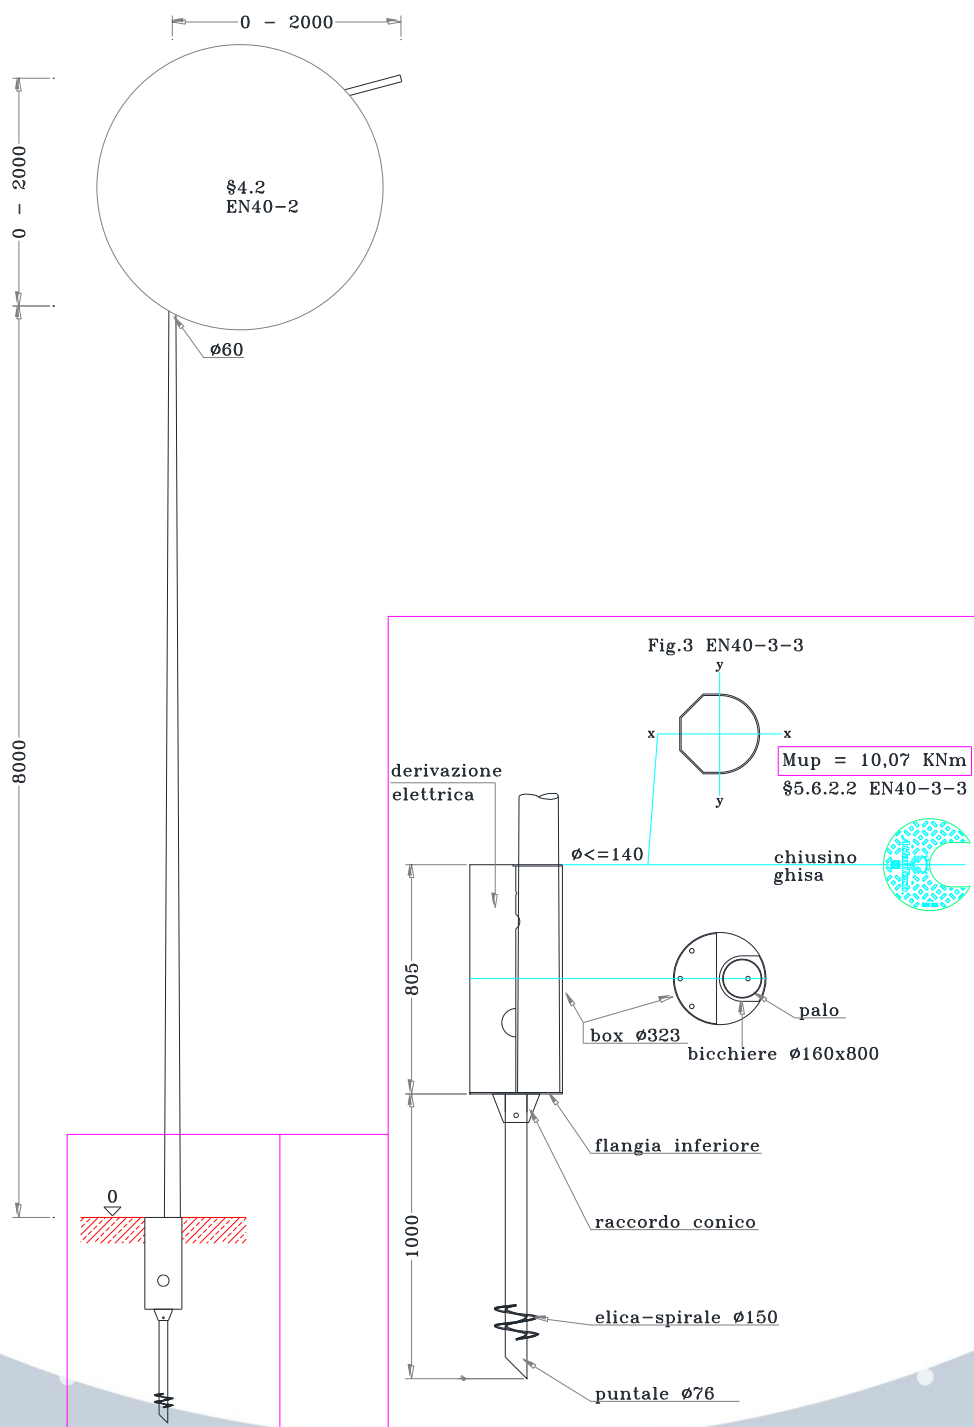 0 - 2000
0 - 2000
§4.2
EN40-2
ø60
8000
0
Fig.3 EN40-3-3
y
x
x
y
Mup = 10,07 KNm
§5.6.2.2 EN40-3-3
derivazione
elettrica
ø<=140
chiusino
ghisa
805
palo
box ø323
bicchiere ø160x800
flangia inferiore
raccordo conico
1000
elica-spirale ø150
puntale ø76